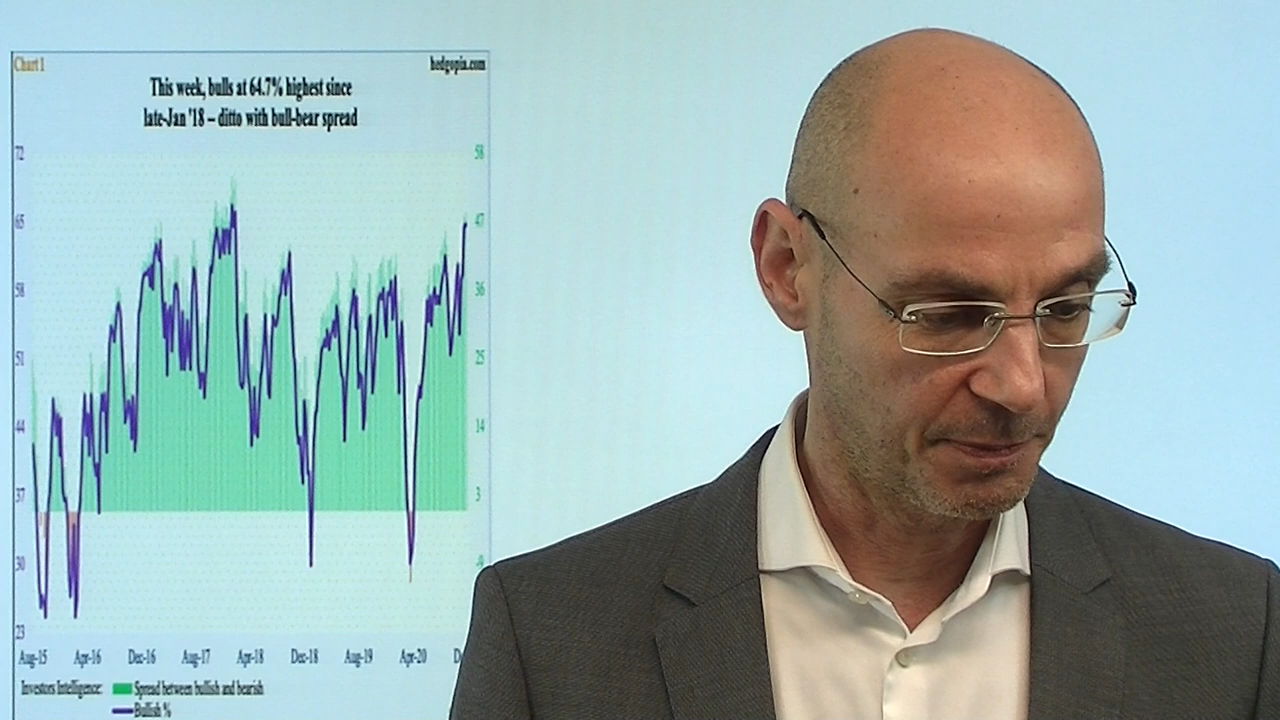 Chart 1
hedgopia.com
This week, bulls at 64.7% highest since
late-Jan '18 – ditto with bull-bear spread
72 58
65 47
58 36
51 25
44 14
37 3
30
23
Aug-15 Apr-16 Dec-16 Aug-17 Apr-18 Dec-18 Aug-19 Apr-20
Investors Intelligence: Spread between bullish and bearish
Bullish %